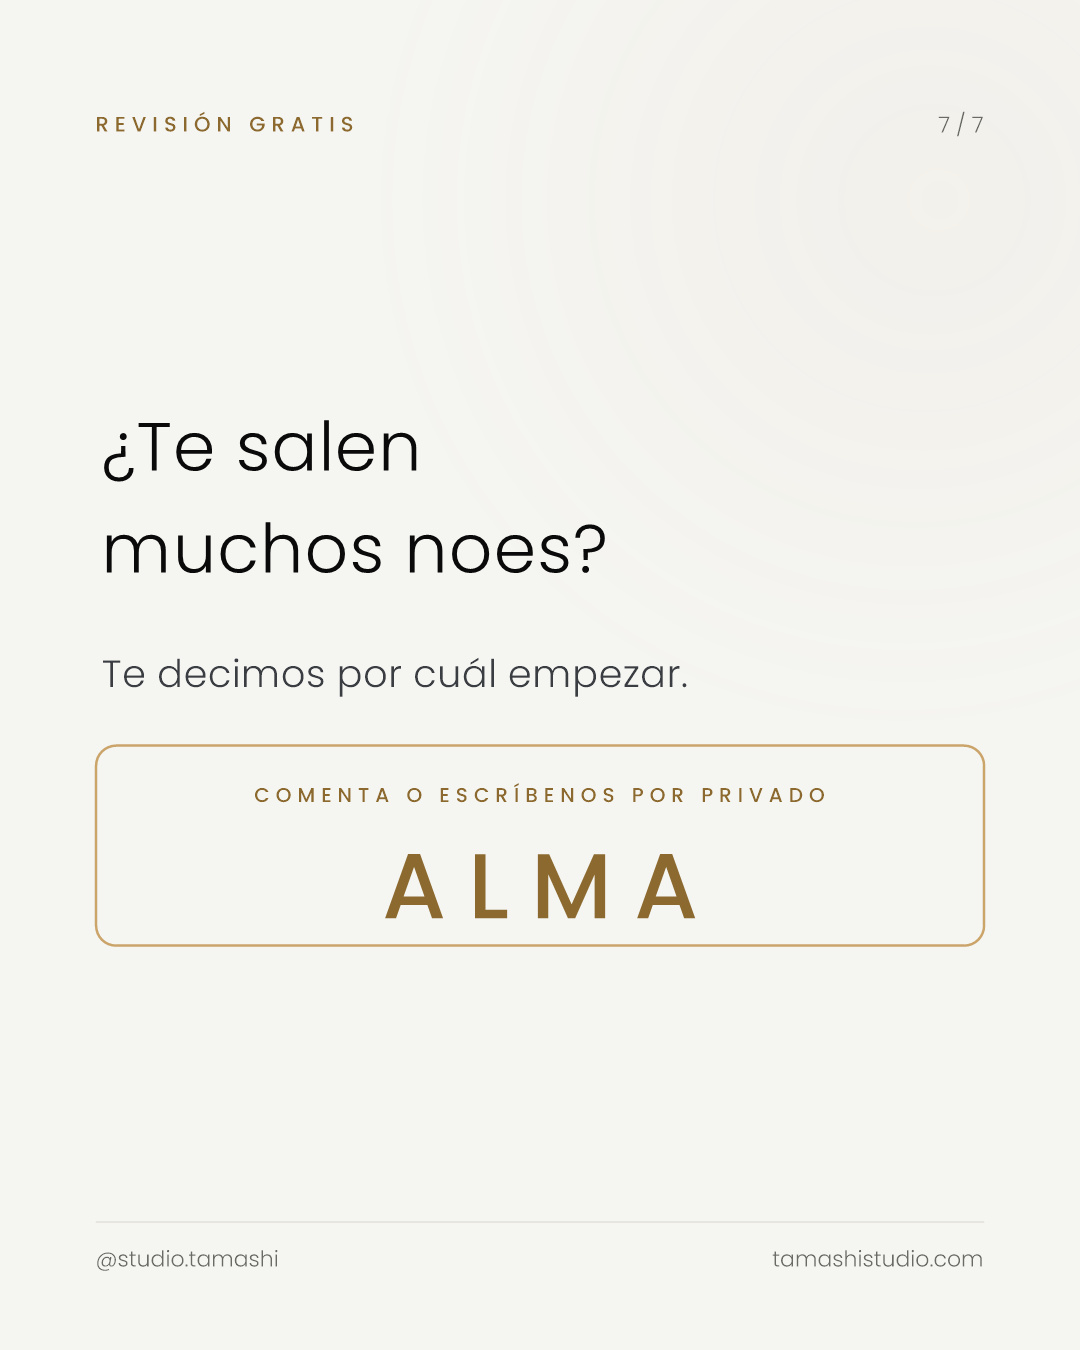 REVISIÓN GRATIS
7 / 7
¿Te salen
muchos noes?
Te decimos por cuál empezar.
COMENTA O ESCRÍBENOS POR PRIVADO
ALMA
@studio.tamashi
tamashistudio.com